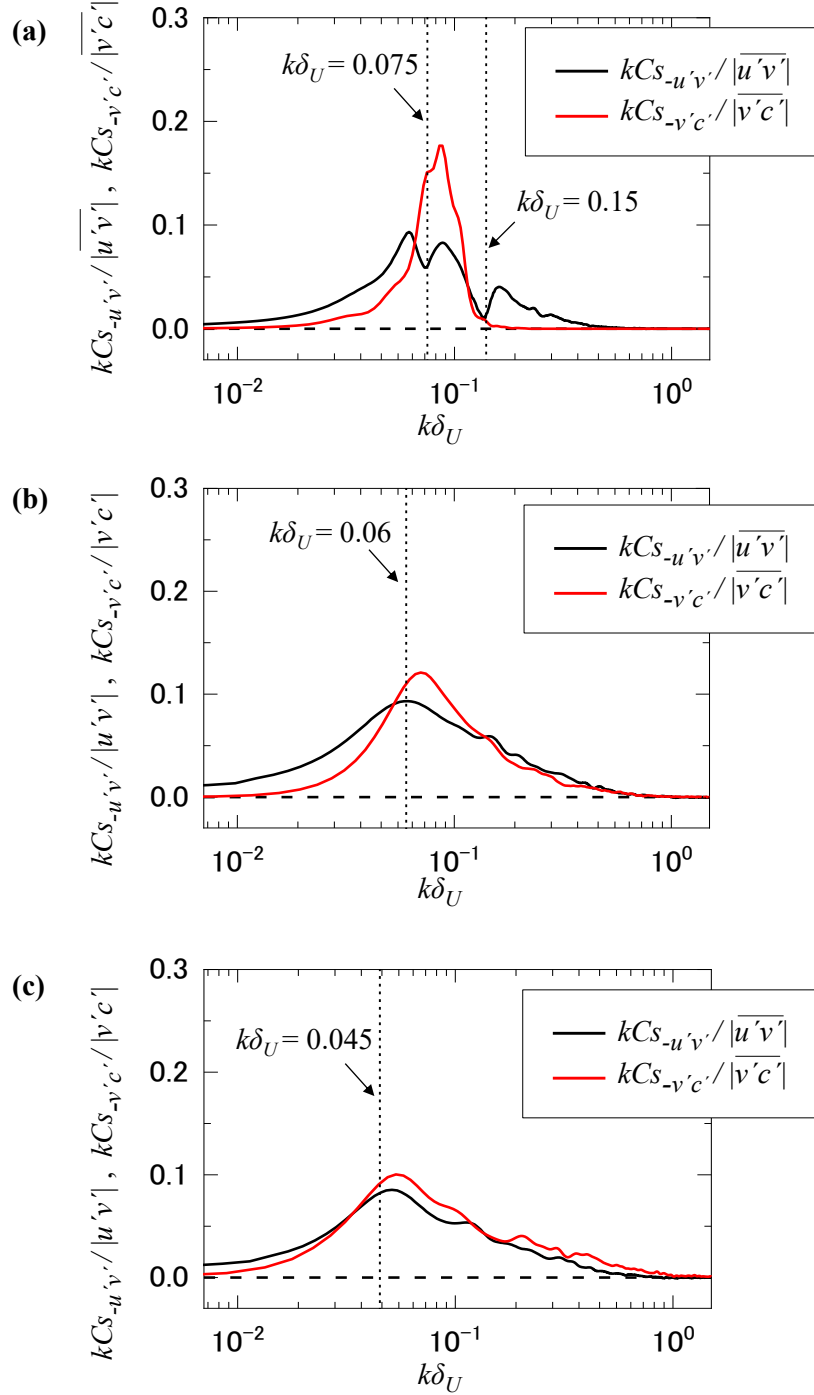 (a)
kCs₋u′v′/|u′v′|, kCs₋v′c′/|v′c′|
0.3
0.2
0.1
0.0
kδU = 0.075
kδU = 0.15
kCs₋u′v′/|u′v′|
kCs₋v′c′/|v′c′|
10⁻² 10⁻¹ 10⁰
kδU
(b)
kCs₋u′v′/|u′v′|, kCs₋v′c′/|v′c′|
0.3
0.2
0.1
0.0
kδU = 0.06
kCs₋u′v′/|u′v′|
kCs₋v′c′/|v′c′|
10⁻² 10⁻¹ 10⁰
kδU
(c)
kCs₋u′v′/|u′v′|, kCs₋v′c′/|v′c′|
0.3
0.2
0.1
0.0
kδU = 0.045
kCs₋u′v′/|u′v′|
kCs₋v′c′/|v′c′|
10⁻² 10⁻¹ 10⁰
kδU